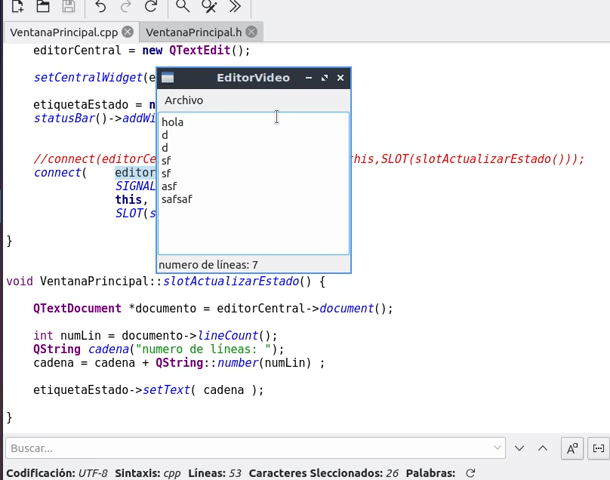 VentanaPrincipal.cpp VentanaPrincipal.h
editorCentral = new QTextEdit();
setCentralWidget(e
etiquetaEstado = n
statusBar()->addWi
//connect(editorCe
this,SLOT(slotActualizarEstado()));
connect( editor
SIGNAL
this,
SLOT(s
}
EditorVideo
Archivo
hola
d
d
sf
sf
asf
safsaf
numero de líneas: 7
void VentanaPrincipal::slotActualizarEstado() {
QTextDocument *documento = editorCentral->document();
int numLin = documento->lineCount();
QString cadena("numero de líneas: ");
cadena = cadena + QString::number(numLin) ;
etiquetaEstado->setText( cadena );
}
Buscar...
Codificación: UTF-8 Sintaxis: cpp Líneas: 53 Caracteres Sleccionados: 26 Palabras: